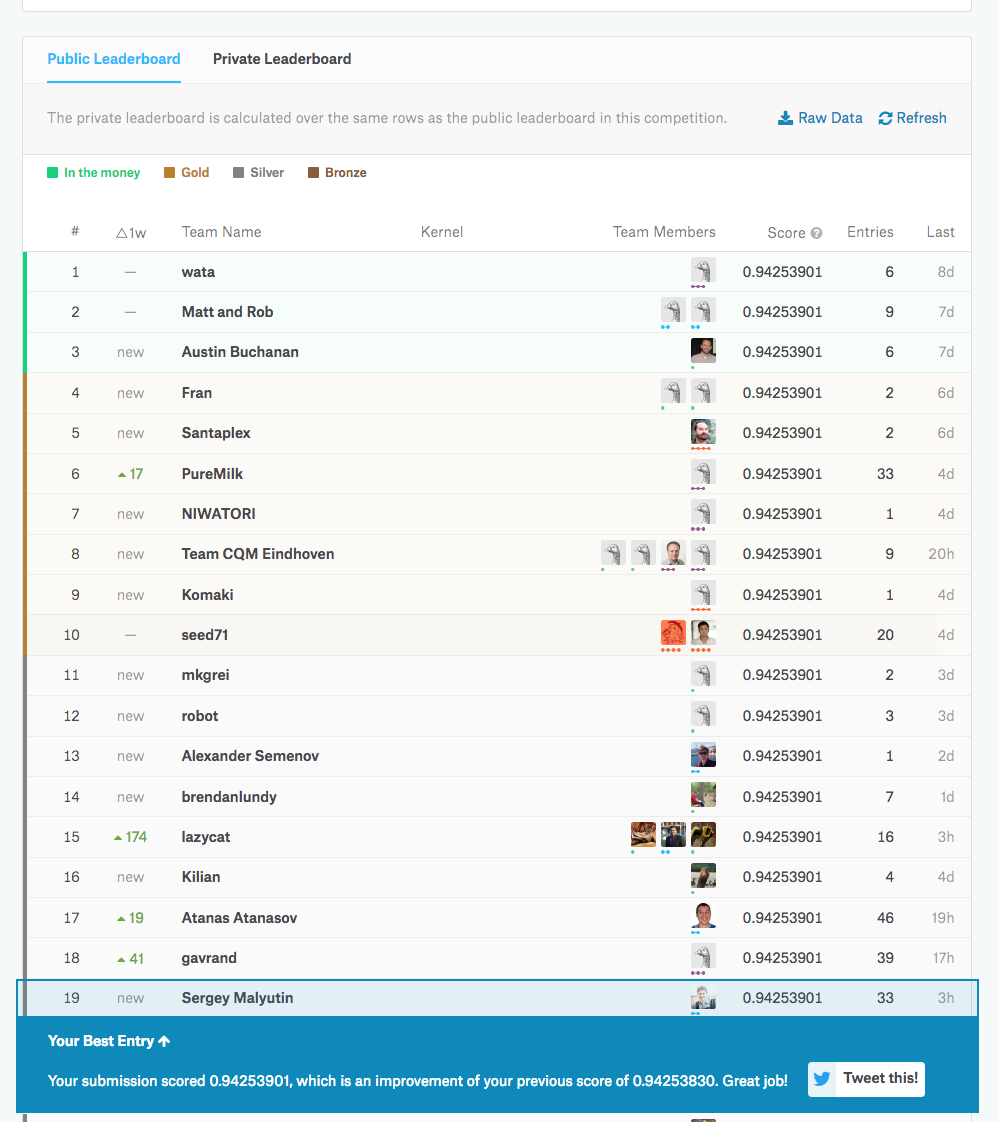 Public Leaderboard Private Leaderboard
The private leaderboard is calculated over the same rows as the public leaderboard in this competition. Raw Data Refresh
In the money Gold Silver Bronze
# △1w Team Name Kernel Team Members Score ? Entries Last
1 — wata 0.94253901 6 8d
2 — Matt and Rob 0.94253901 9 7d
3 new Austin Buchanan 0.94253901 6 7d
4 new Fran 0.94253901 2 6d
5 new Santaplex 0.94253901 2 6d
6 ▲ 17 PureMilk 0.94253901 33 4d
7 new NIWATORI 0.94253901 1 4d
8 new Team CQM Eindhoven 0.94253901 9 20h
9 new Komaki 0.94253901 1 4d
10 — seed71 0.94253901 20 4d
11 new mkgrei 0.94253901 2 3d
12 new robot 0.94253901 3 3d
13 new Alexander Semenov 0.94253901 1 2d
14 new brendanlundy 0.94253901 7 1d
15 ▲ 174 lazycat 0.94253901 16 3h
16 new Kilian 0.94253901 4 4d
17 ▲ 19 Atanas Atanasov 0.94253901 46 19h
18 ▲ 41 gavrand 0.94253901 39 17h
19 new Sergey Malyutin 0.94253901 33 3h
Your Best Entry ↑
Your submission scored 0.94253901, which is an improvement of your previous score of 0.94253830. Great job! Tweet this!